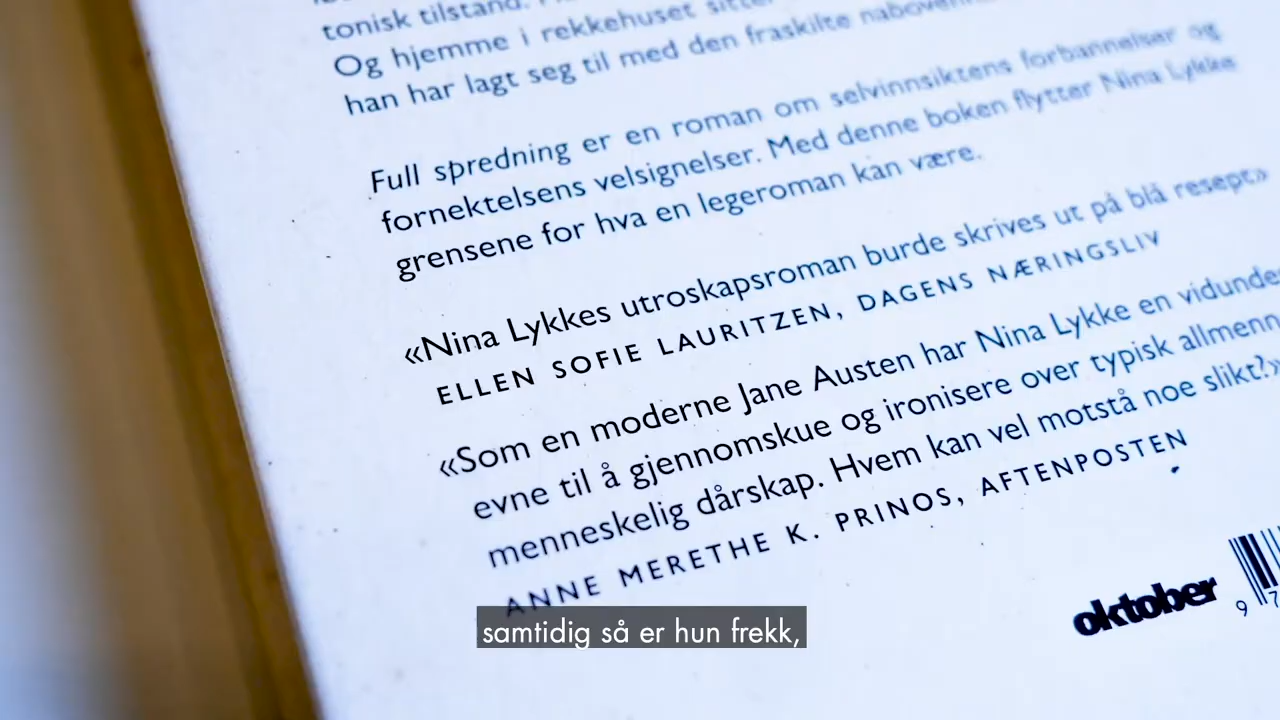 tonisk tilstand.
Og hjemme i rekkehuset sitter
han har lagt seg til med den fraskilte
Full spredning er en roman om selvinnsiktens forbannelser og
fornektelsens velsignelser. Med denne boken flytter Nina Lykke
grensene for hva en legeroman kan være.
«Nina Lykkes utroskapsroman burde skrives ut på blå resept»
ELLEN SOFIE LAURITZEN, DAGENS NÆRINGSLIV
«Som en moderne Jane Austen har Nina Lykke en
evne til å gjennomskue og ironisere over typisk
menneskelig dårskap. Hvem kan vel motstå noe slikt?»
ANNE MERETHE K. PRINOS, AFTENPOSTEN
oktober
9 7
samtidig så er hun frekk,